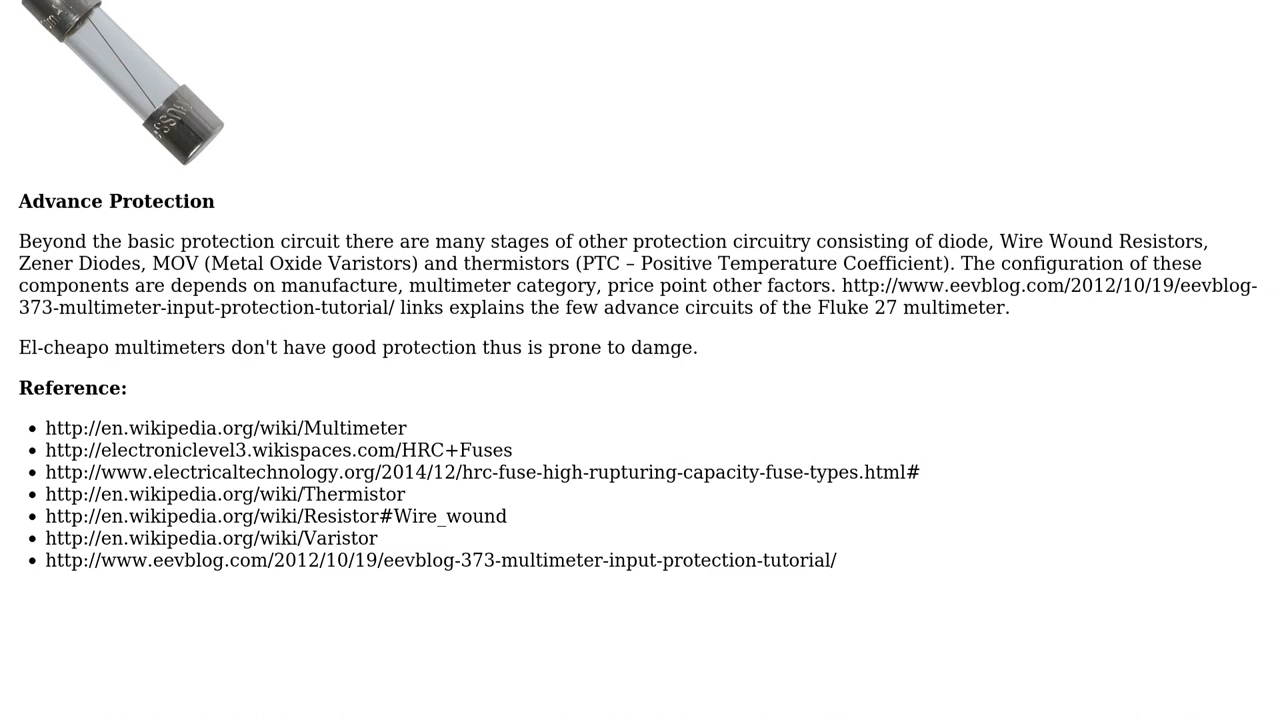 Advance Protection
Beyond the basic protection circuit there are many stages of other protection circuitry consisting of diode, Wire Wound Resistors,
Zener Diodes, MOV (Metal Oxide Varistors) and thermistors (PTC – Positive Temperature Coefficient). The configuration of these
components are depends on manufacture, multimeter category, price point other factors. http://www.eevblog.com/2012/10/19/eevblog-
373-multimeter-input-protection-tutorial/ links explains the few advance circuits of the Fluke 27 multimeter.
El-cheapo multimeters don't have good protection thus is prone to damge.
Reference:
• http://en.wikipedia.org/wiki/Multimeter
• http://electroniclevel3.wikispaces.com/HRC+Fuses
• http://www.electricaltechnology.org/2014/12/hrc-fuse-high-rupturing-capacity-fuse-types.html#
• http://en.wikipedia.org/wiki/Thermistor
• http://en.wikipedia.org/wiki/Resistor#Wire_wound
• http://en.wikipedia.org/wiki/Varistor
• http://www.eevblog.com/2012/10/19/eevblog-373-multimeter-input-protection-tutorial/